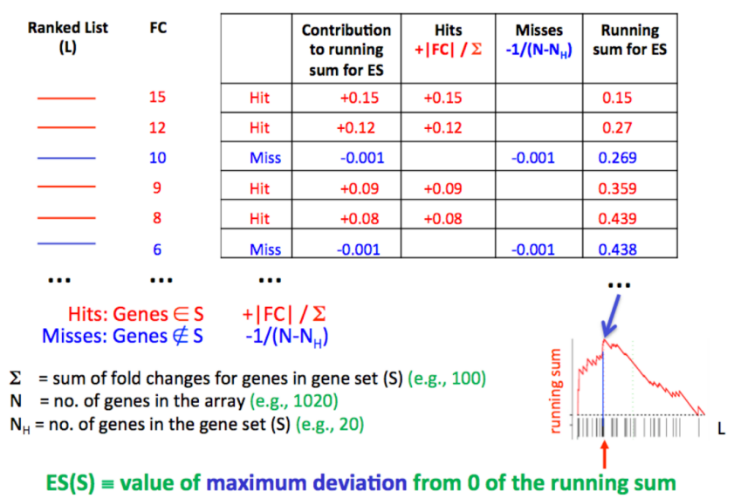 Ranked List (L) FC Contribution to running sum for ES Hits +|FC| / Σ Misses -1/(N-N_H) Running sum for ES
15 Hit +0.15 +0.15 0.15
12 Hit +0.12 +0.12 0.27
10 Miss -0.001 -0.001 0.269
9 Hit +0.09 +0.09 0.359
8 Hit +0.08 +0.08 0.439
6 Miss -0.001 -0.001 0.438
... ... ... ...
Hits: Genes ∈ S +|FC| / Σ
Misses: Genes ∉ S -1/(N-N_H)
Σ = sum of fold changes for genes in gene set (S) (e.g., 100)
N = no. of genes in the array (e.g., 1020)
N_H = no. of genes in the gene set (S) (e.g., 20)
running sum
L
ES(S) ≡ value of maximum deviation from 0 of the running sum